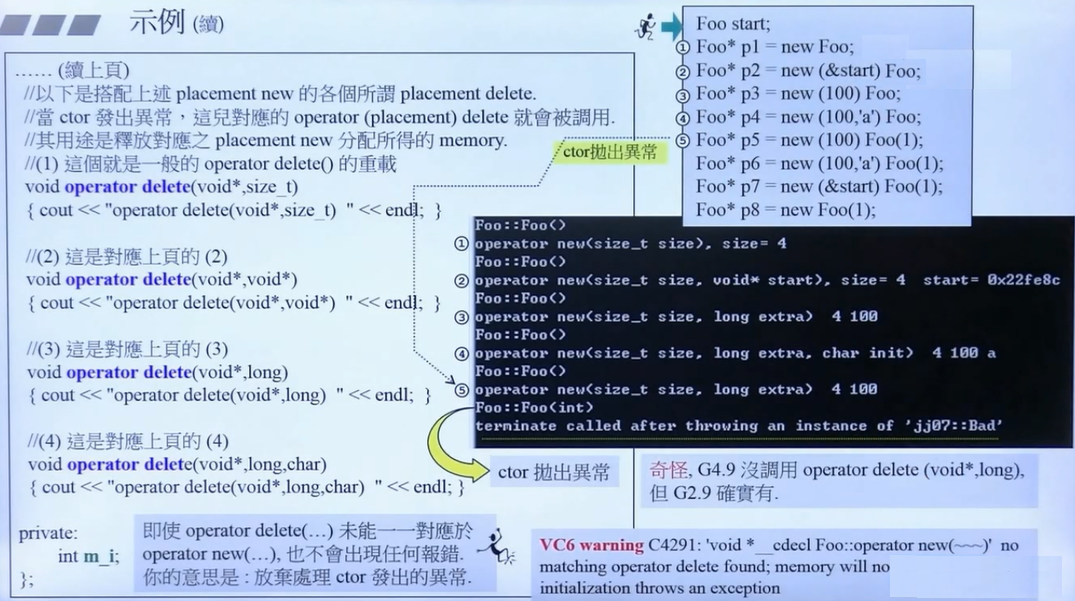 示例 (續)
...... (續上頁)
//以下是搭配上述 placement new 的各個所謂 placement delete.
//當 ctor 發出異常，這兒對應的 operator (placement) delete 就會被調用.
//其用途是釋放對應之 placement new 分配所得的 memory.
//(1) 這個就是一般的 operator delete() 的重載
void operator delete(void*,size_t)
{ cout << "operator delete(void*,size_t)  " << endl;  }
//(2) 這是對應上頁的 (2)
void operator delete(void*,void*)
{ cout << "operator delete(void*,void*)  " << endl;  }
//(3) 這是對應上頁的 (3)
void operator delete(void*,long)
{ cout << "operator delete(void*,long)  " << endl;  }
//(4) 這是對應上頁的 (4)
void operator delete(void*,long,char)
{ cout << "operator delete(void*,long,char)  " << endl; }
private:
int m_i;
};
即使 operator delete(...) 未能一一對應於
operator new(...), 也不會出現任何報錯.
你的意思是 : 放棄處理 ctor 發出的異常.
Foo start;
① Foo* p1 = new Foo;
② Foo* p2 = new (&start) Foo;
③ Foo* p3 = new (100) Foo;
④ Foo* p4 = new (100,'a') Foo;
⑤ Foo* p5 = new (100) Foo(1);
Foo* p6 = new (100,'a') Foo(1);
Foo* p7 = new (&start) Foo(1);
Foo* p8 = new Foo(1);
ctor拋出異常
Foo::Foo()
① operator new(size_t size), size= 4
Foo::Foo()
② operator new(size_t size, void* start), size= 4  start= 0x22fe8c
Foo::Foo()
③ operator new(size_t size, long extra)  4 100
Foo::Foo()
④ operator new(size_t size, long extra, char init)  4 100 a
Foo::Foo()
⑤ operator new(size_t size, long extra)  4 100
Foo::Foo(int)
terminate called after throwing an instance of 'jj07::Bad'
ctor 拋出異常
奇怪, G4.9 沒調用 operator delete (void*,long),
但 G2.9 確實有.
VC6 warning C4291: 'void *__cdecl Foo::operator new(~~~)'  no
matching operator delete found; memory will no
initialization throws an exception